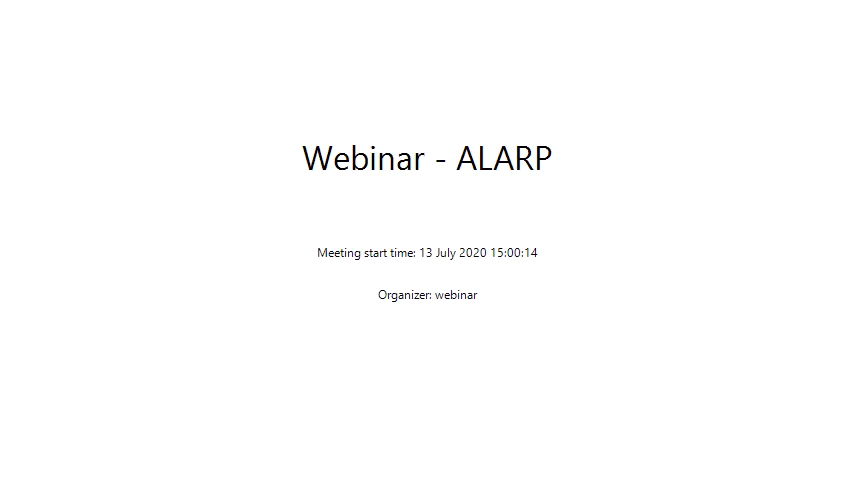 Webinar - ALARP
Meeting start time: 13 July 2020 15:00:14
Organizer: webinar